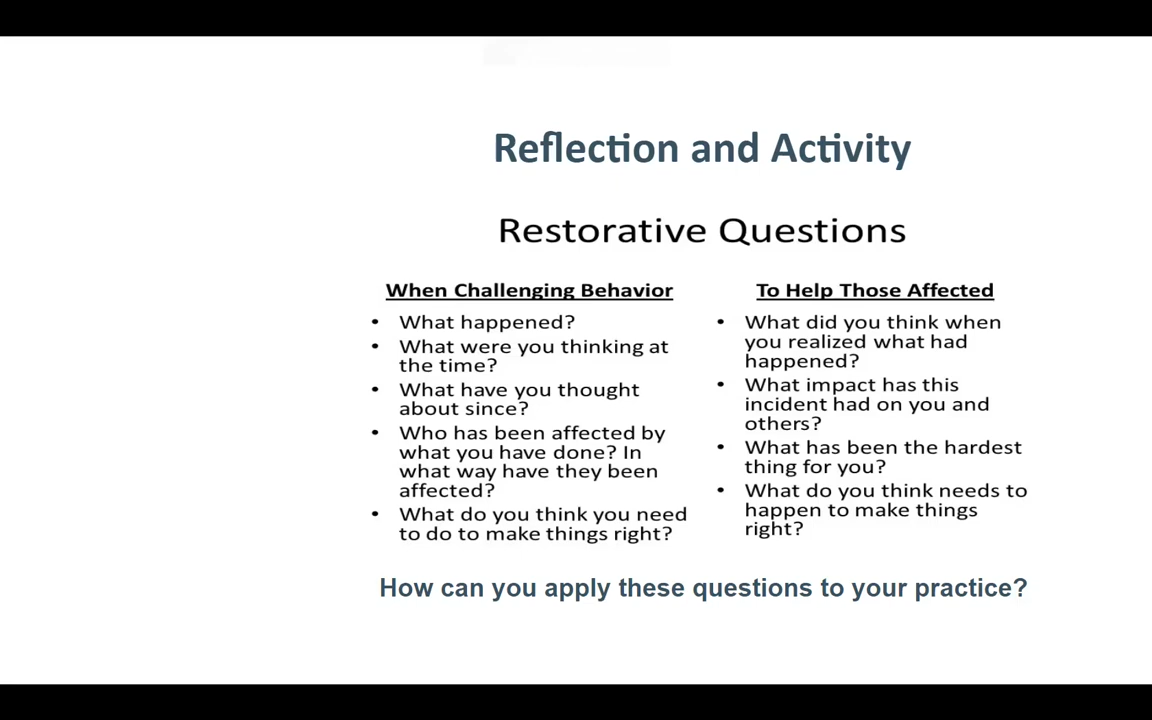 Reflection and Activity
Restorative Questions
When Challenging Behavior
• What happened?
• What were you thinking at
the time?
• What have you thought
about since?
• Who has been affected by
what you have done? In
what way have they been
affected?
• What do you think you need
to do to make things right?
To Help Those Affected
• What did you think when
you realized what had
happened?
• What impact has this
incident had on you and
others?
• What has been the hardest
thing for you?
• What do you think needs to
happen to make things
right?
How can you apply these questions to your practice?